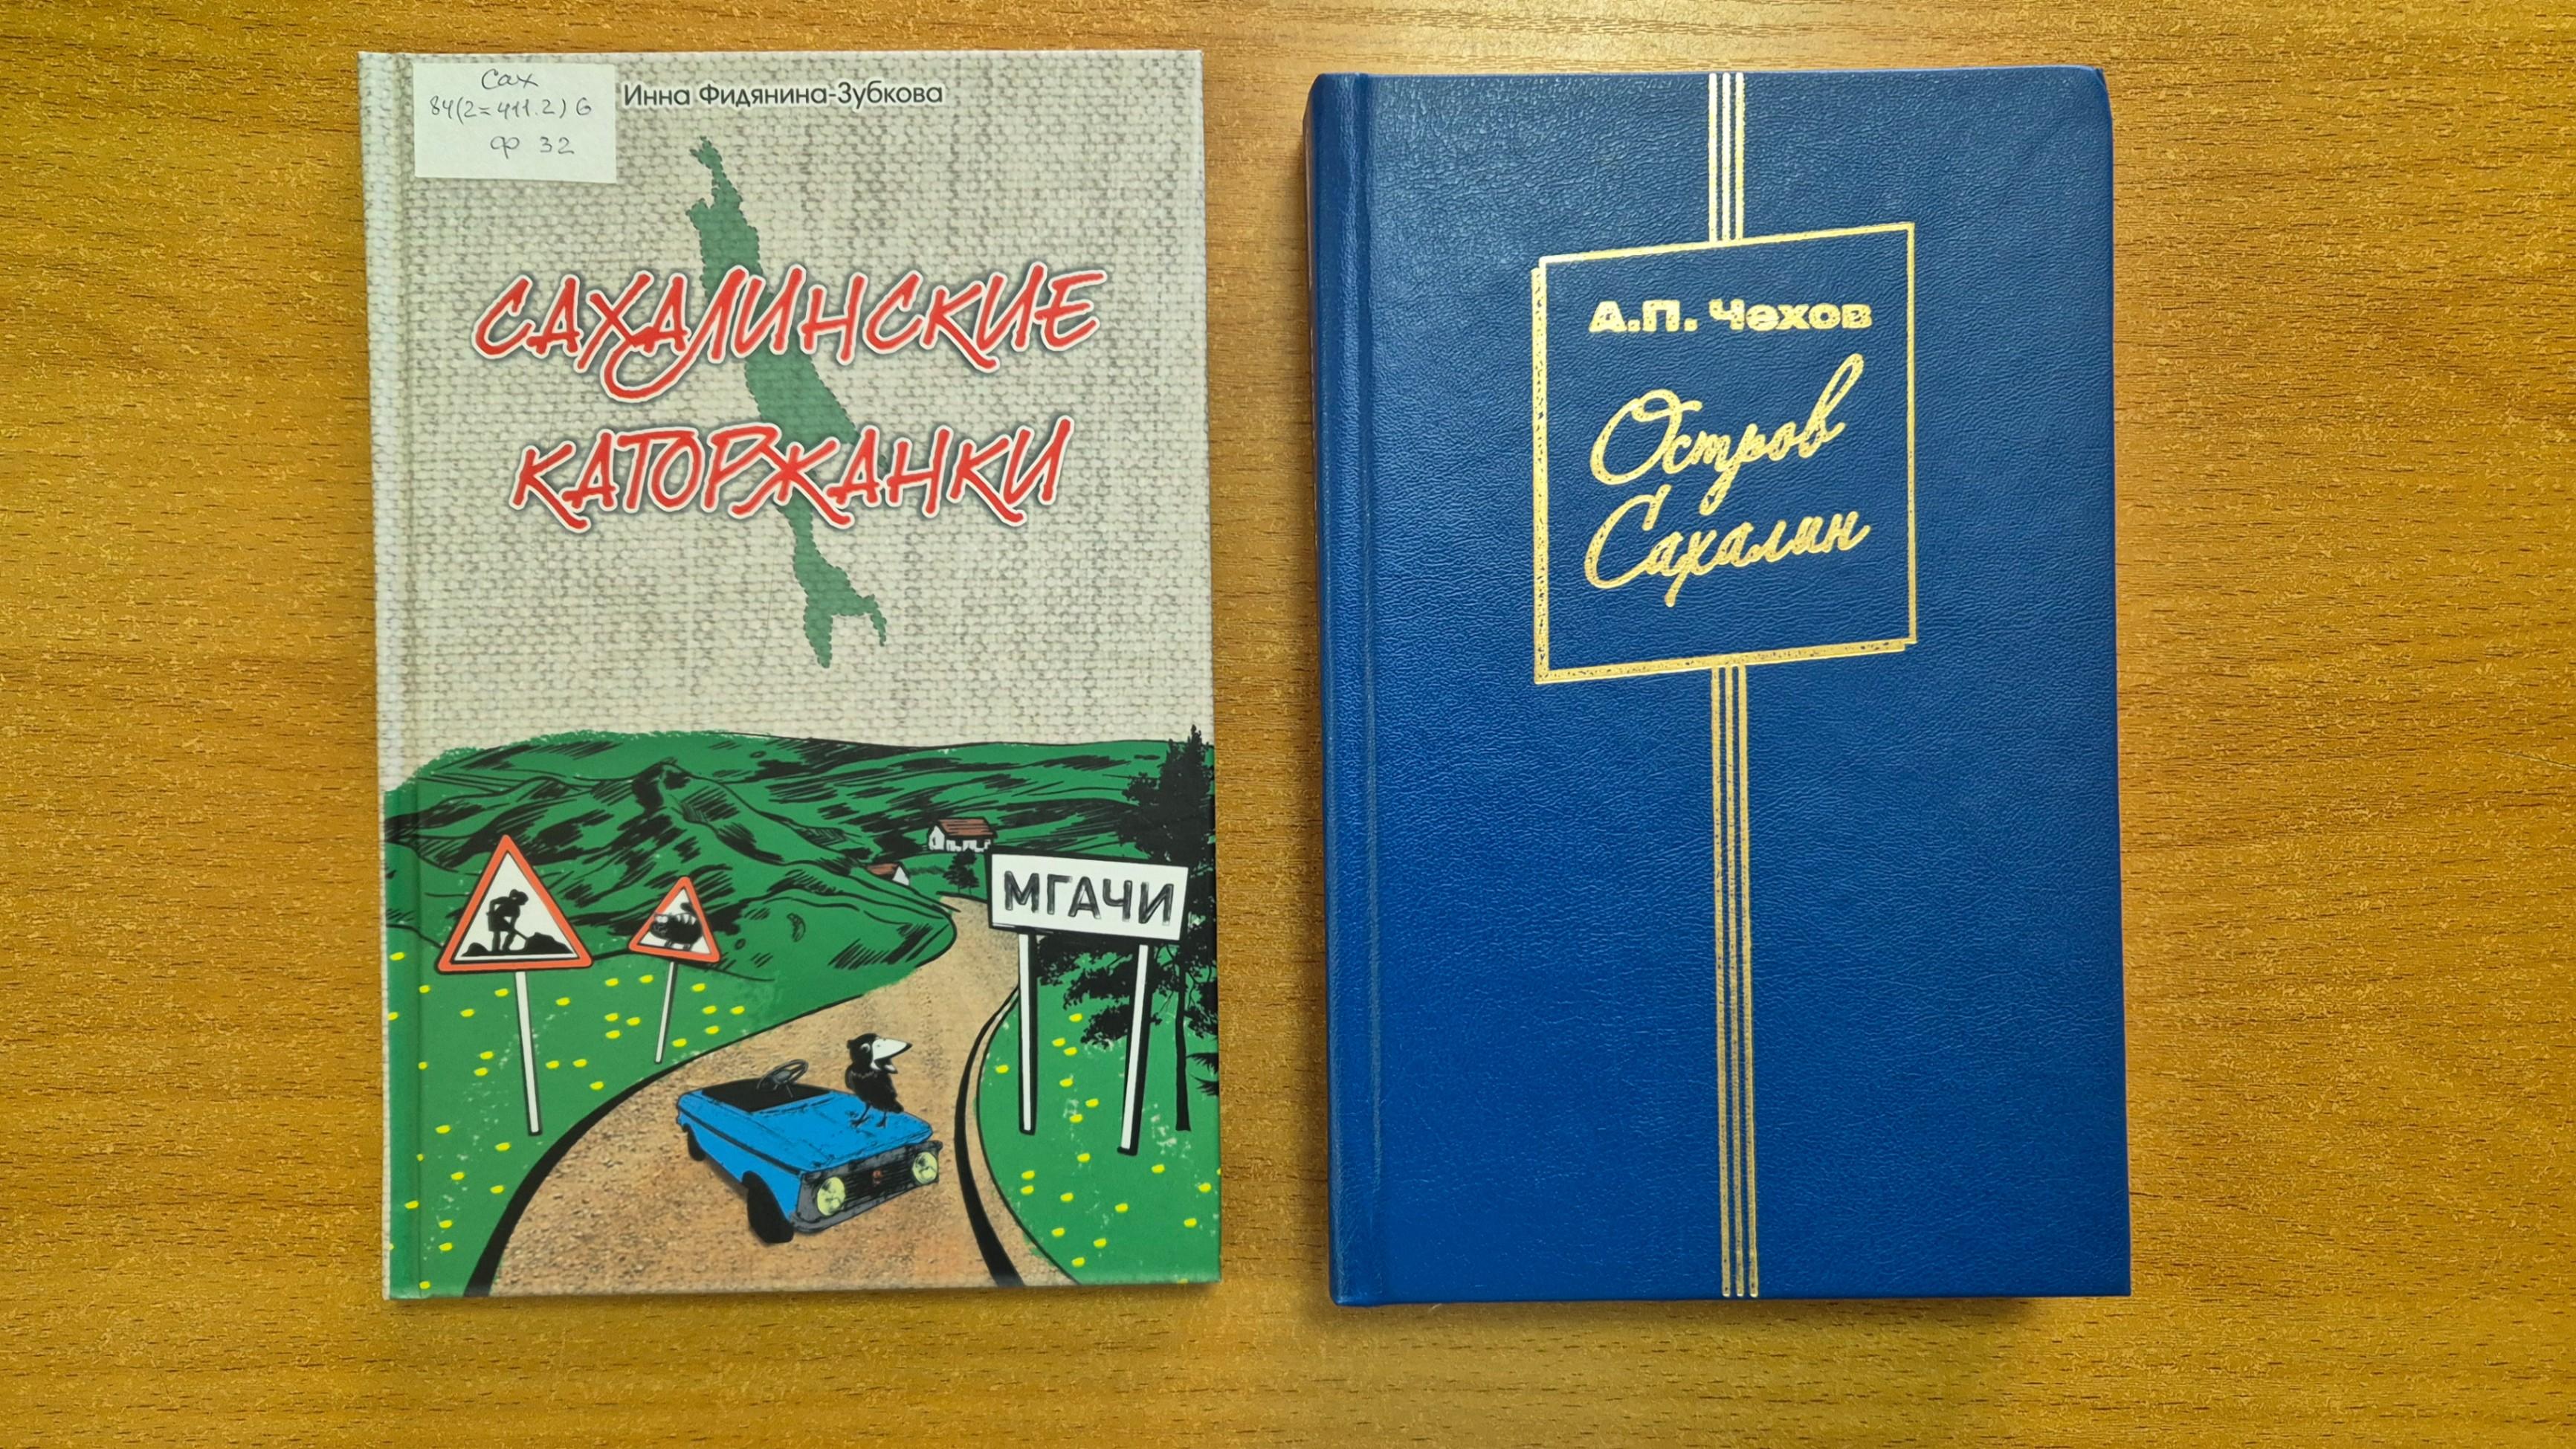 Сах
84(2=411.2)6
Ф 32
Инна Фидянина-Зубкова
САХАЛИНСКИЕ
КАТОРЖАНКИ
МГАЧИ
А.П. Чехов
Остров
Сахалин